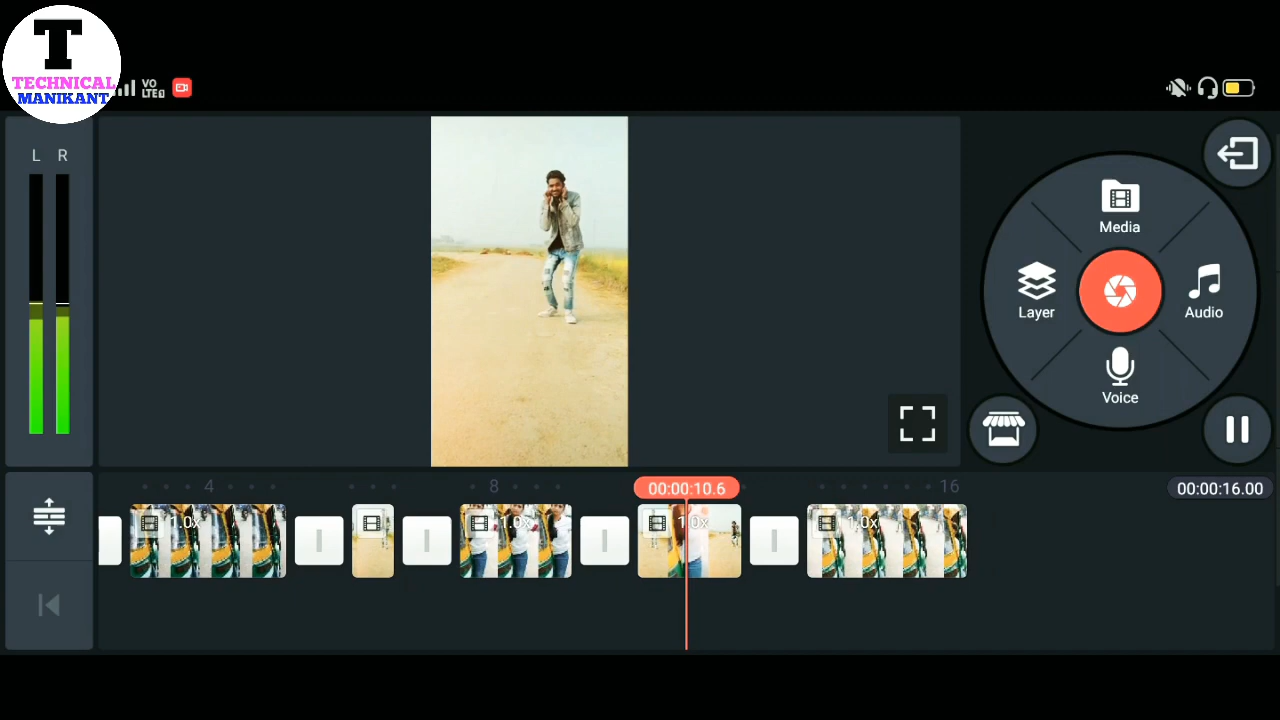 T
TECHNICAL
MANIKANT
VO
LTE
L R
Media
Layer
Audio
Voice
4
8
00:00:10.6
16
00:00:16.00
1.0x
1.0x
1.0x
1.0x